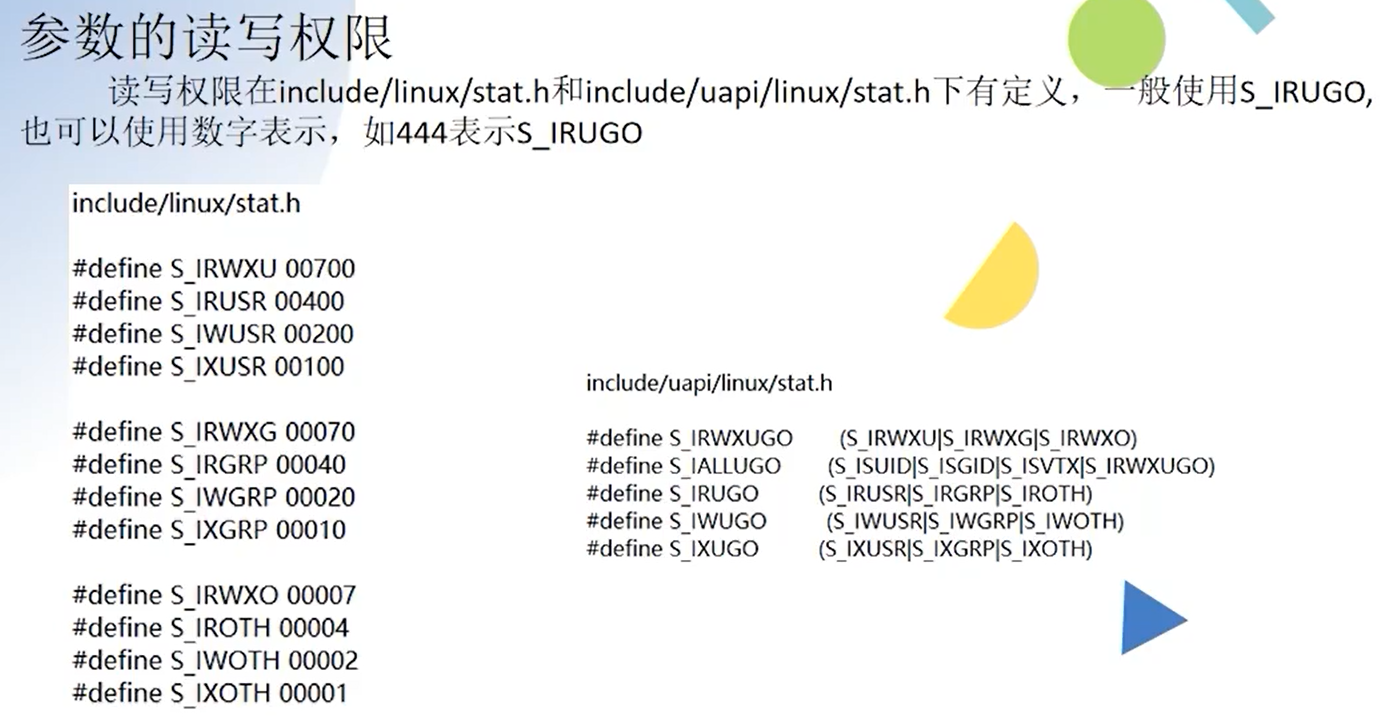 参数的读写权限
读写权限在include/linux/stat.h和include/uapi/linux/stat.h下有定义，一般使用S_IRUGO,
也可以使用数字表示，如444表示S_IRUGO
include/linux/stat.h
#define S_IRWXU 00700
#define S_IRUSR 00400
#define S_IWUSR 00200
#define S_IXUSR 00100
#define S_IRWXG 00070
#define S_IRGRP 00040
#define S_IWGRP 00020
#define S_IXGRP 00010
#define S_IRWXO 00007
#define S_IROTH 00004
#define S_IWOTH 00002
#define S_IXOTH 00001
include/uapi/linux/stat.h
#define S_IRWXUGO (S_IRWXU|S_IRWXG|S_IRWXO)
#define S_IALLUGO (S_ISUID|S_ISGID|S_ISVTX|S_IRWXUGO)
#define S_IRUGO (S_IRUSR|S_IRGRP|S_IROTH)
#define S_IWUGO (S_IWUSR|S_IWGRP|S_IWOTH)
#define S_IXUGO (S_IXUSR|S_IXGRP|S_IXOTH)